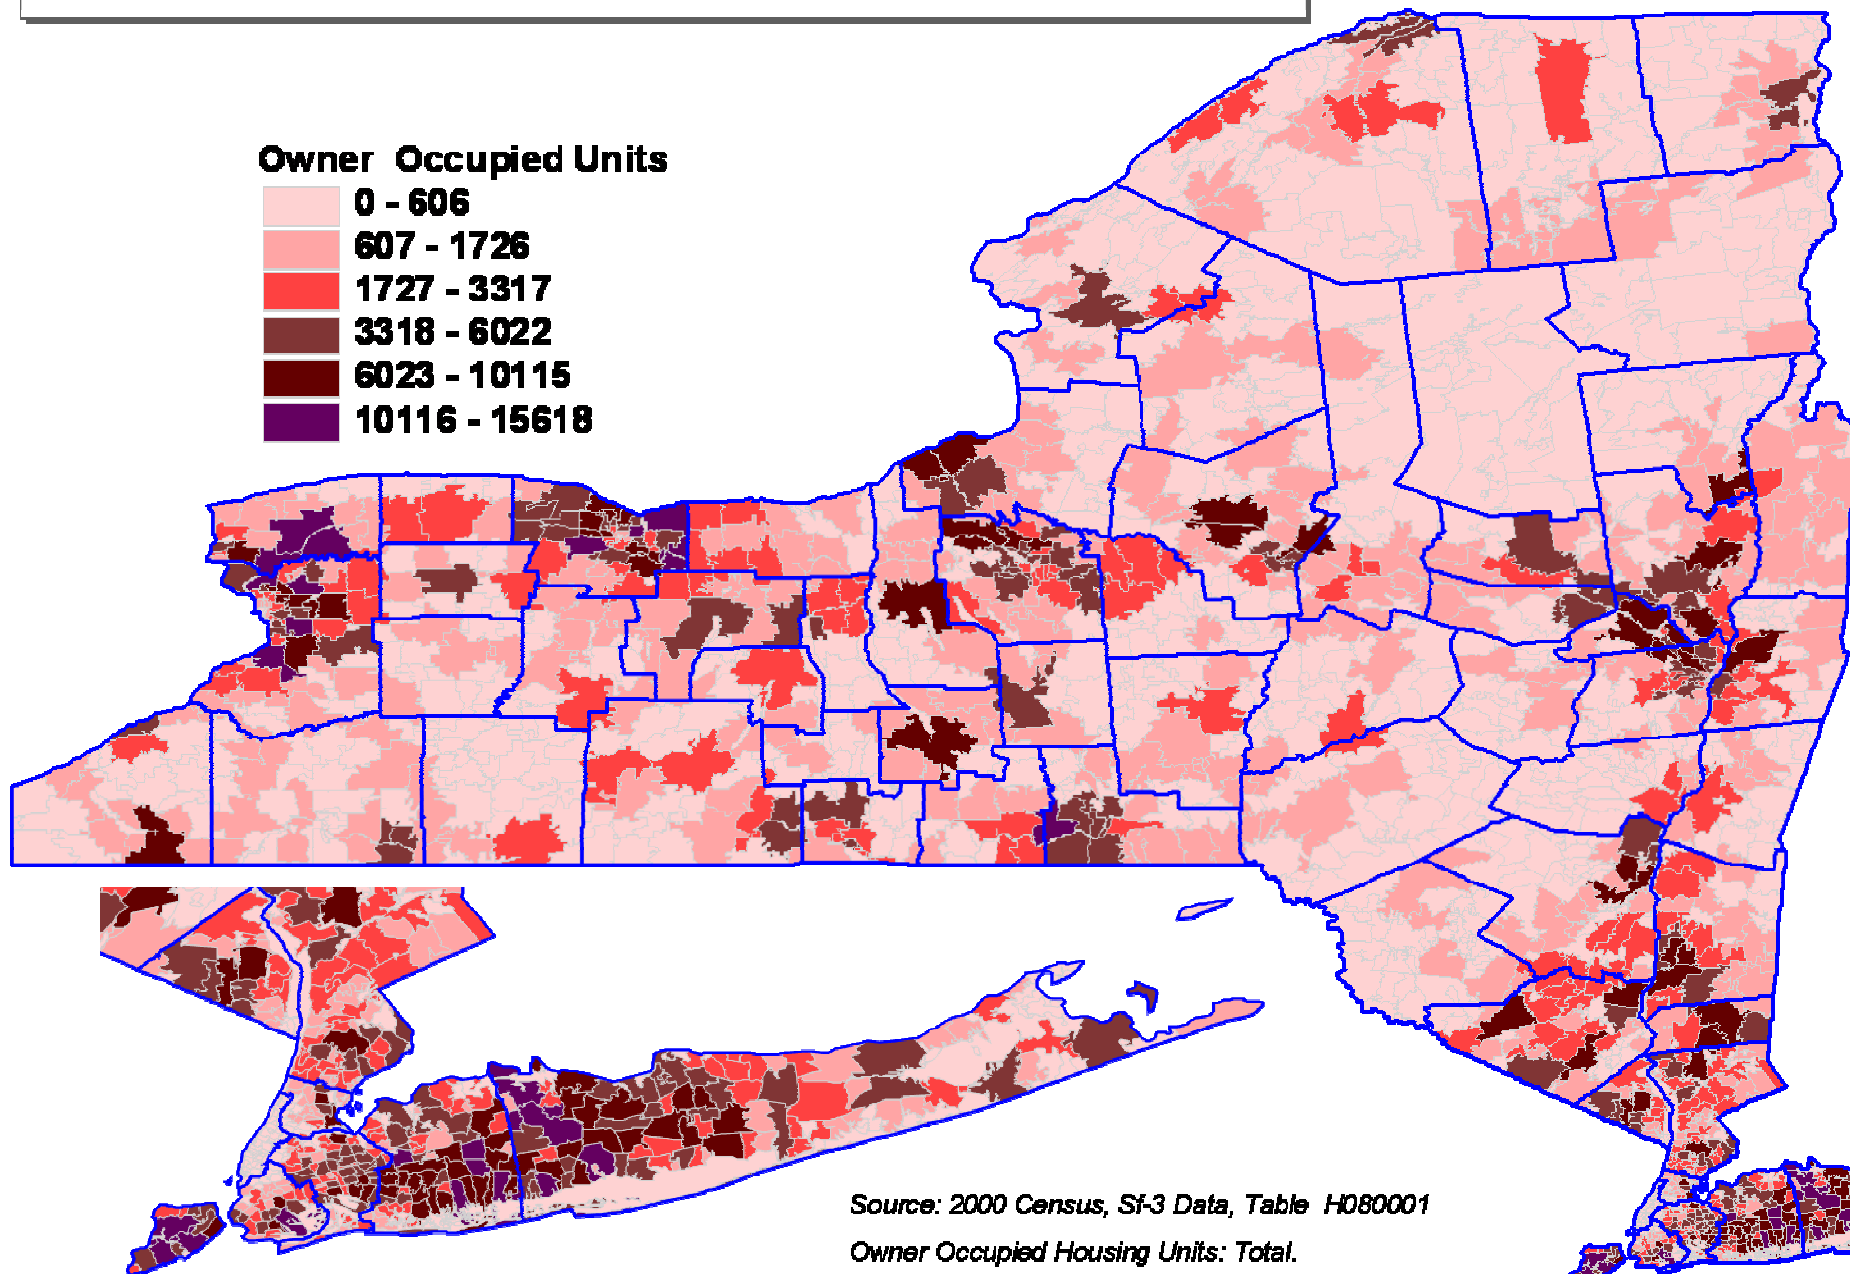 Owner Occupied Units
0 - 606
607 - 1726
1727 - 3317
3318 - 6022
6023 - 10115
10116 - 15618
Source: 2000 Census, Sf-3 Data, Table H080001
Owner Occupied Housing Units: Total.